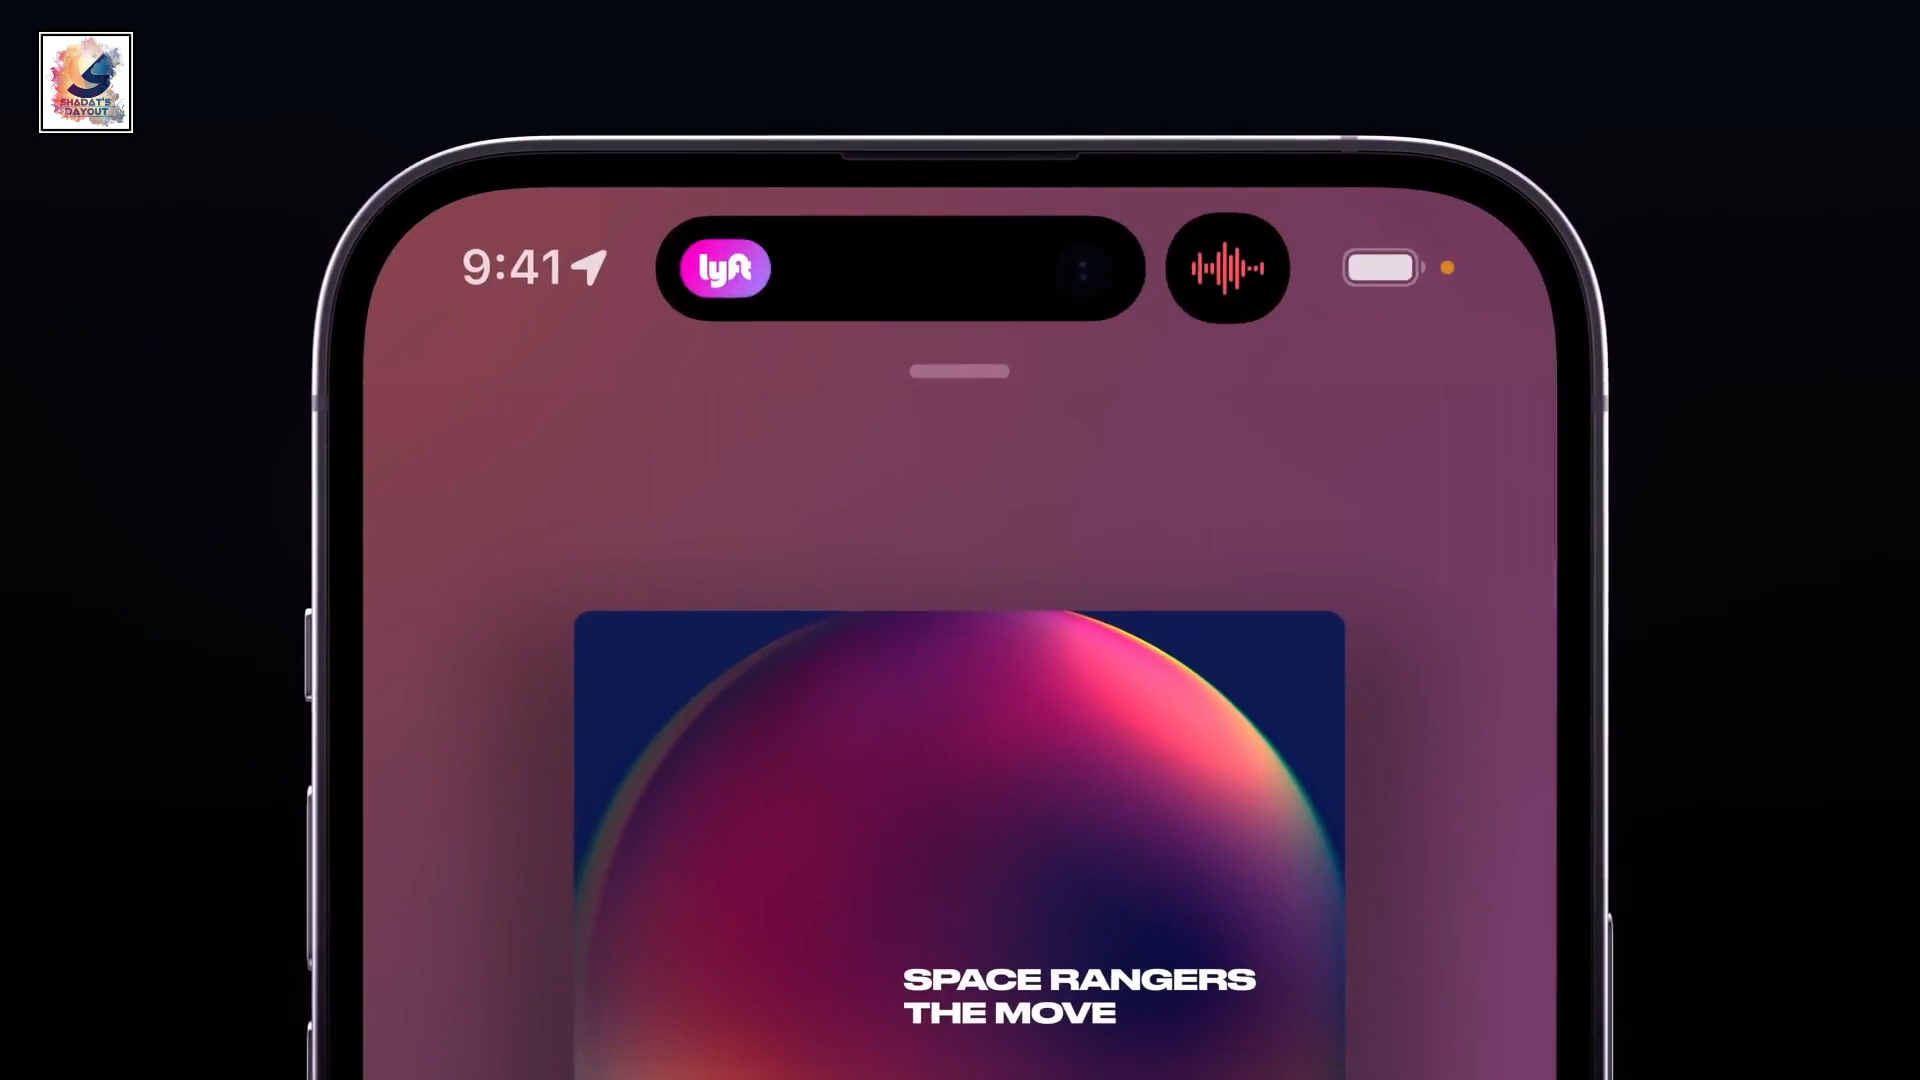 SHADAT'S
DAYOUT
9:41
lyft
SPACE RANGERS
THE MOVE